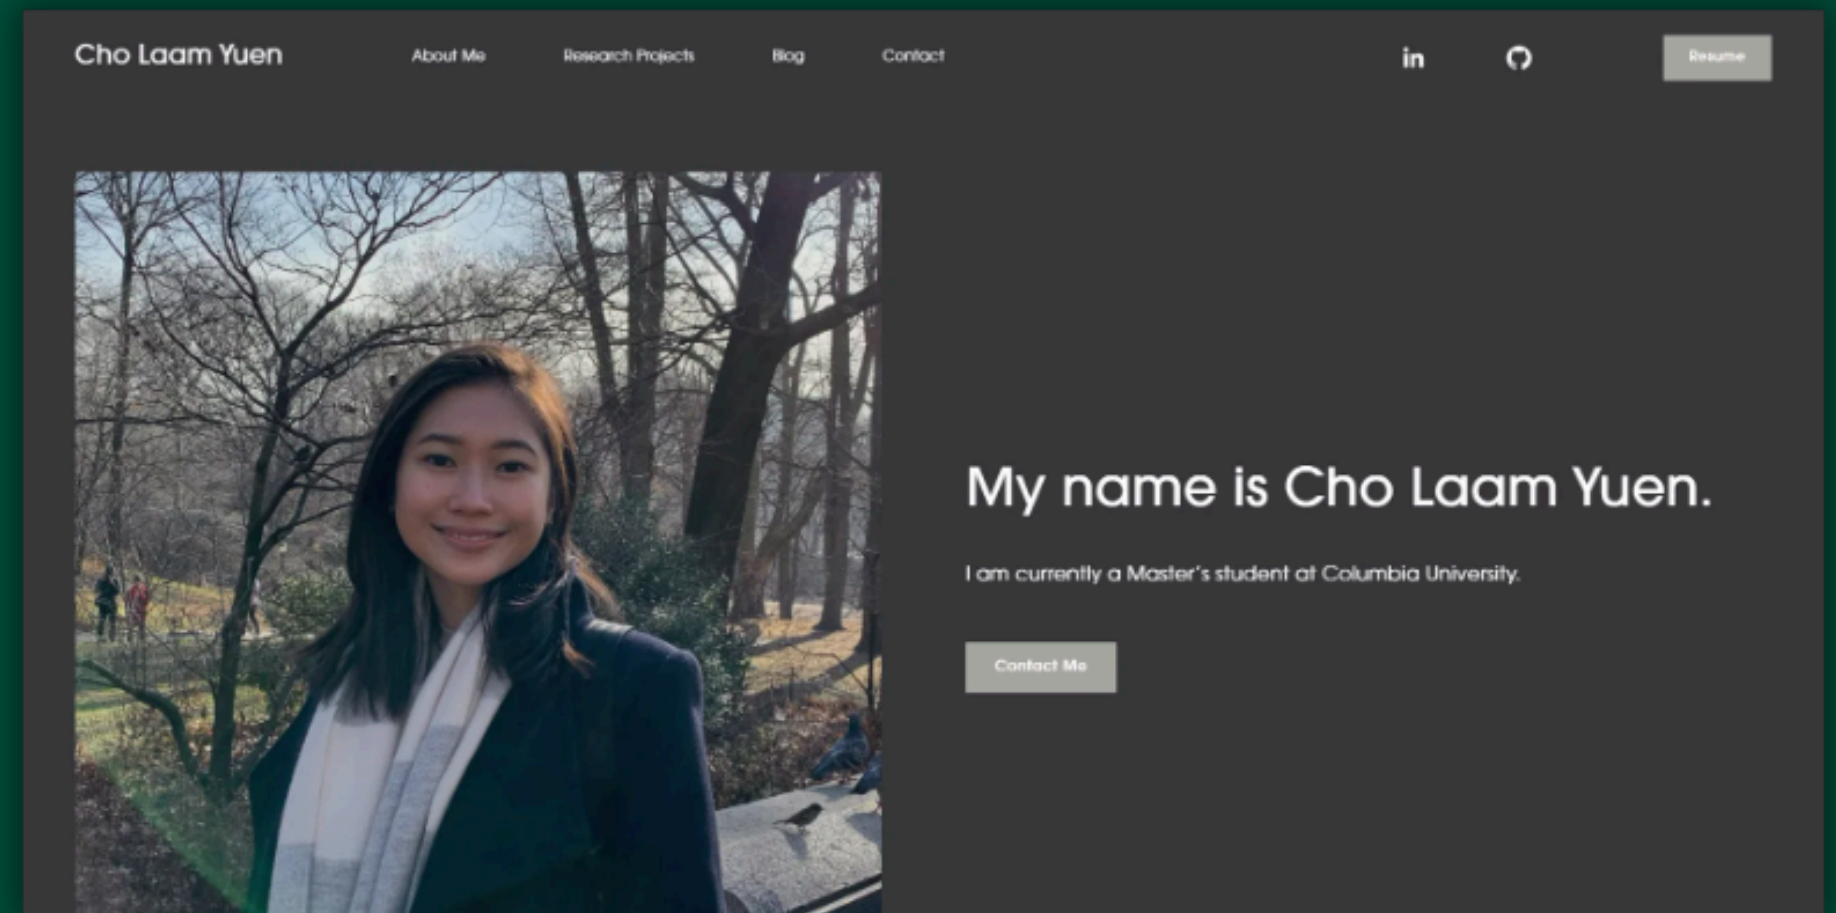 Cho Laam Yuen
About Me
Research Projects
Blog
Contact
in
Resume
My name is Cho Laam Yuen.
I am currently a Master's student at Columbia University.
Contact Me